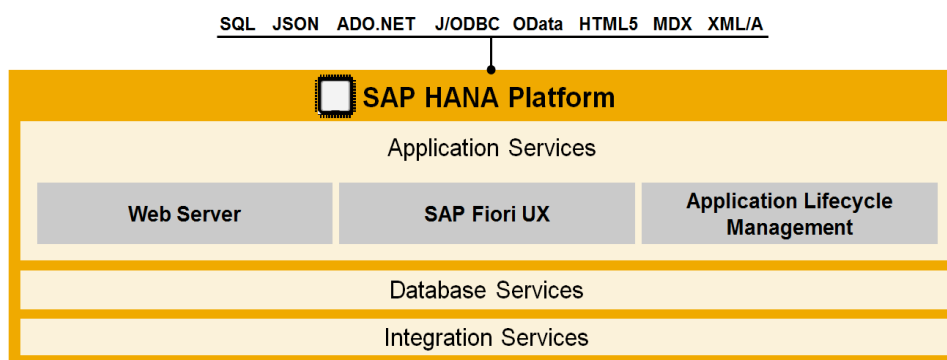 SQL JSON ADO.NET J/ODBC OData HTML5 MDX XML/A
SAP HANA Platform
Application Services
Web Server
SAP Fiori UX
Application Lifecycle
Management
Database Services
Integration Services